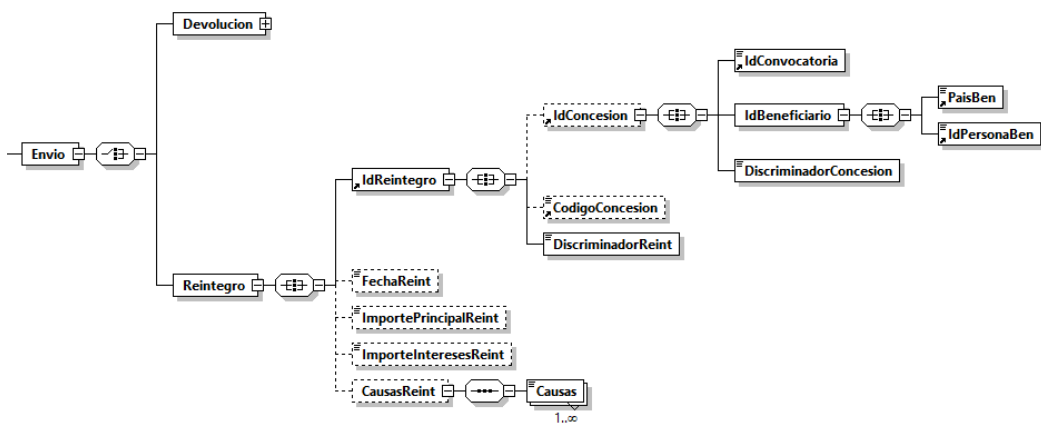 Devolucion
IdConvocatoria
PaisBen
IdConcesion
IdBeneficiario
IdPersonaBen
Envio
DiscriminadorConcesion
IdReintegro
CodigoConcesion
DiscriminadorReint
Reintegro
FechaReint
ImportePrincipalReint
ImporteInteresesReint
CausasReint
Causas
1..∞